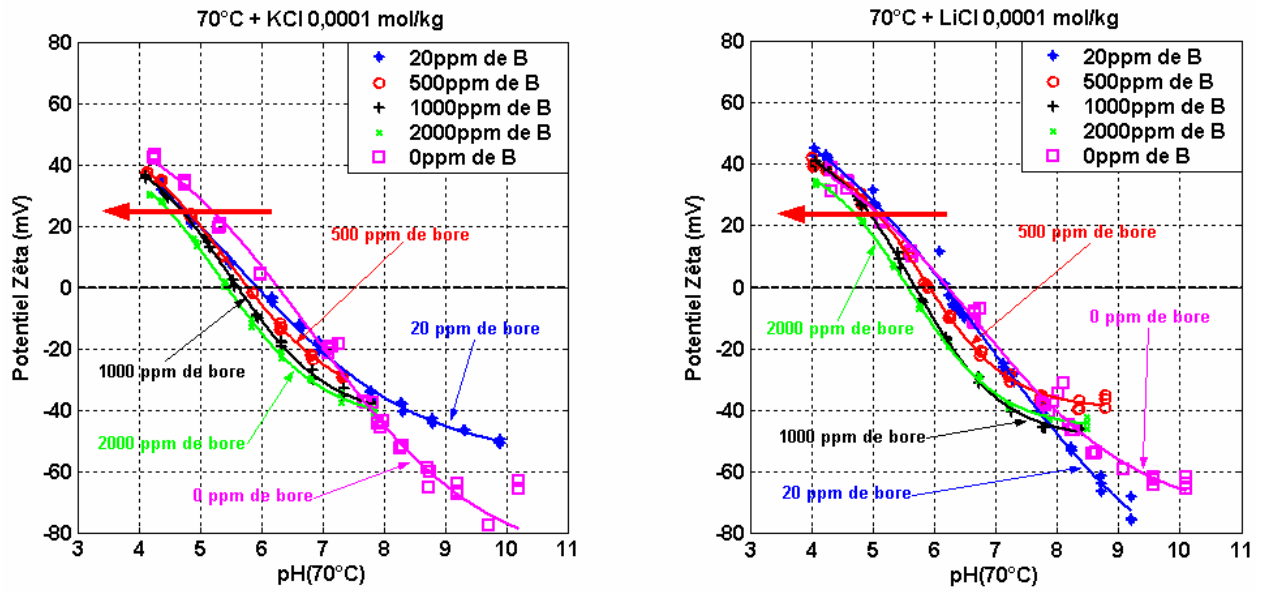 70°C + KCl 0,0001 mol/kg
80
60
40
20
0
-20
-40
-60
-80
Potentiel Zêta (mV)
20ppm de B
500ppm de B
1000ppm de B
2000ppm de B
0ppm de B
500 ppm de bore
20 ppm de bore
1000 ppm de bore
2000 ppm de bore
0 ppm de bore
3 4 5 6 7 8 9 10 11
pH(70°C)
70°C + LiCl 0,0001 mol/kg
80
60
40
20
0
-20
-40
-60
-80
Potentiel Zêta (mV)
20ppm de B
500ppm de B
1000ppm de B
2000ppm de B
0ppm de B
500 ppm de bore
0 ppm de bore
2000 ppm de bore
1000 ppm de bore
20 ppm de bore
3 4 5 6 7 8 9 10 11
pH(70°C)